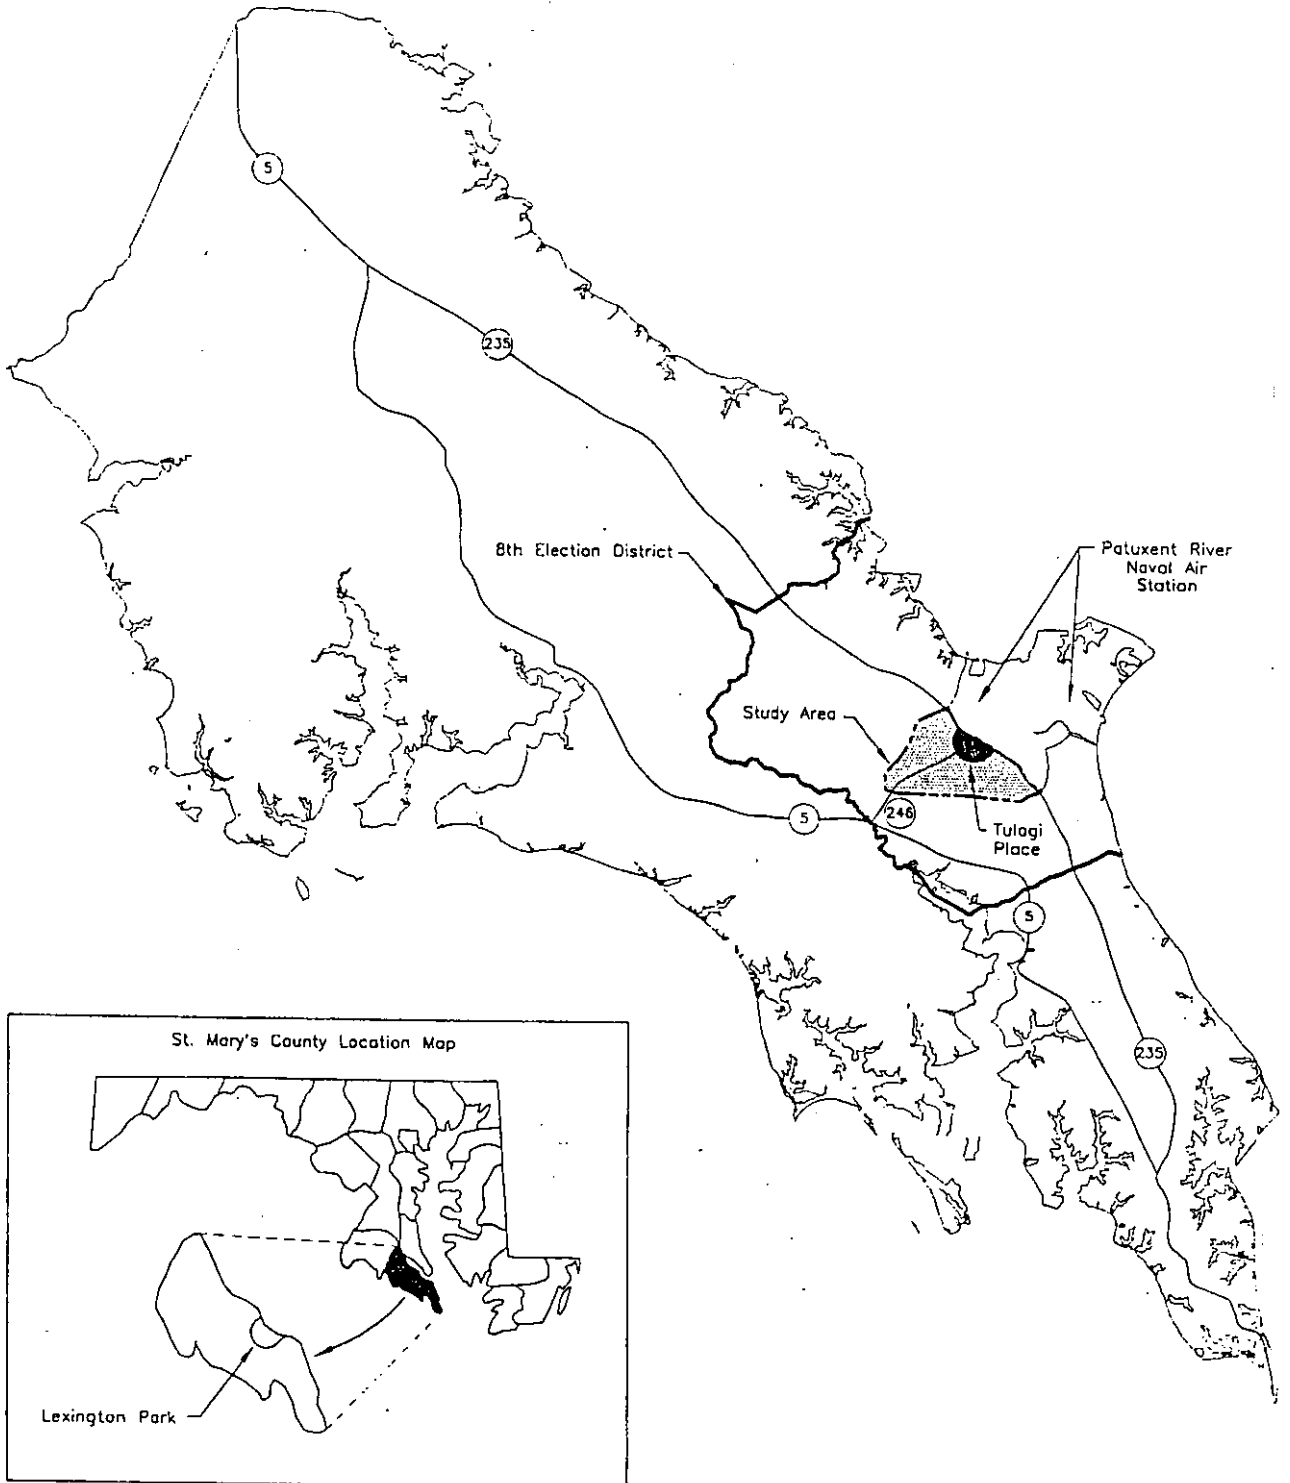 5
235
8th Election District
Patuxent River
Naval Air
Station
Study Area
5
246
Tulagi
Place
5
235
St. Mary's County Location Map
Lexington Park